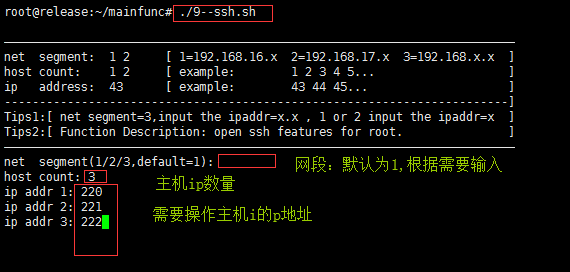 root@release:~/mainfunc# ./9--ssh.sh
net segment: 1 2 [ 1=192.168.16.x 2=192.168.17.x 3=192.168.x.x ]
host count: 1 2 [ example: 1 2 3 4 5... ]
ip address: 43 [ example: 43 44 45... ]
Tips1:[ net segment=3,input the ipaddr=x.x , 1 or 2 input the ipaddr=x ]
Tips2:[ Function Description: open ssh features for root. ]
net segment(1/2/3,default=1): 网段：默认为1,根据需要输入
host count: 3 主机ip数量
ip addr 1: 220
ip addr 2: 221 需要操作主机i的p地址
ip addr 3: 222